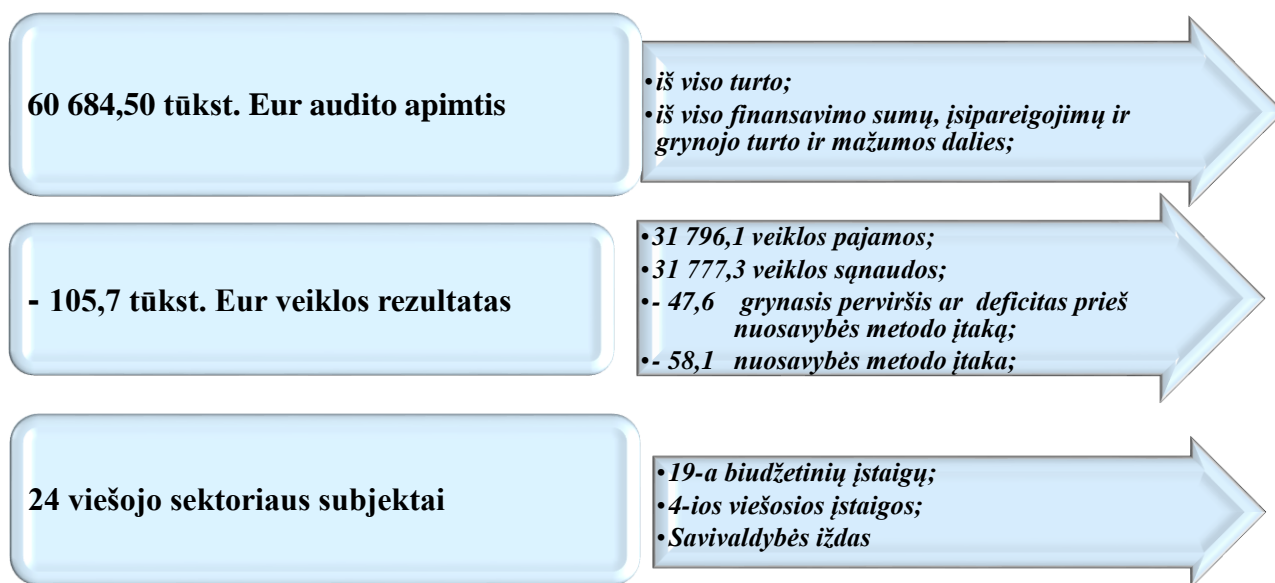 60 684,50 tūkst. Eur audito apimtis
•iš viso turto;
•iš viso finansavimo sumų, įsipareigojimų ir
grynojo turto ir mažumos dalies;
- 105,7 tūkst. Eur veiklos rezultatas
•31 796,1 veiklos pajamos;
•31 777,3 veiklos sąnaudos;
•- 47,6 grynasis perviršis ar deficitas prieš
nuosavybės metodo įtaką;
•- 58,1 nuosavybės metodo įtaka;
24 viešojo sektoriaus subjektai
•19-a biudžetinių įstaigų;
•4-ios viešosios įstaigos;
•Savivaldybės iždas